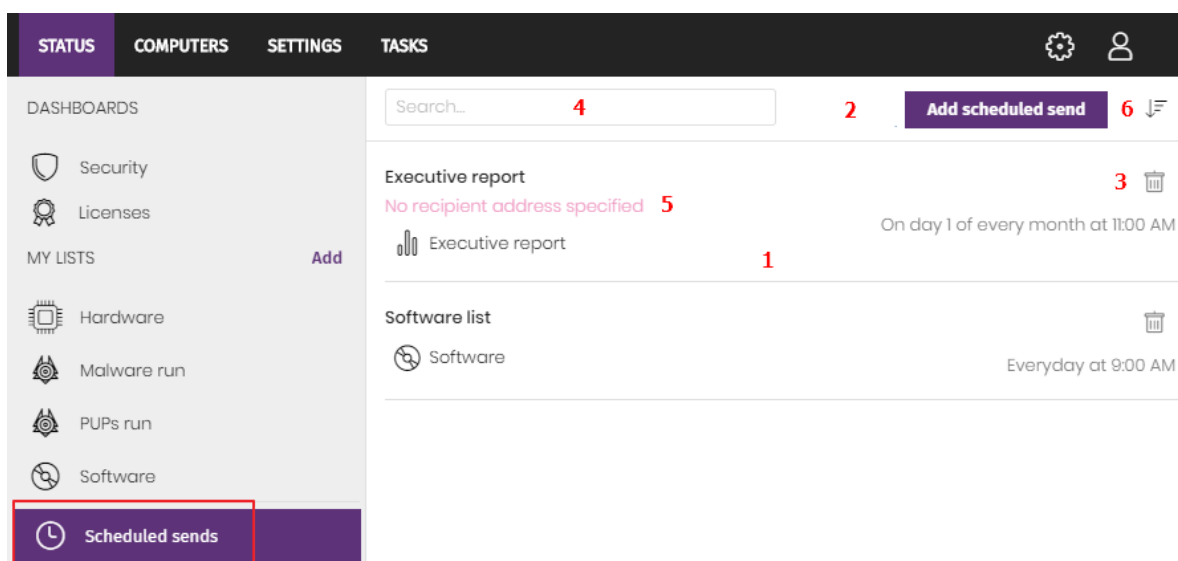 STATUS COMPUTERS SETTINGS TASKS
DASHBOARDS
Security
Licenses
MY LISTS Add
Hardware
Malware run
PUPs run
Software
Scheduled sends
Search... 4 2 Add scheduled send 6
Executive report 3
No recipient address specified 5
On day 1 of every month at 11:00 AM
Executive report
1
Software list
Software
Everyday at 9:00 AM